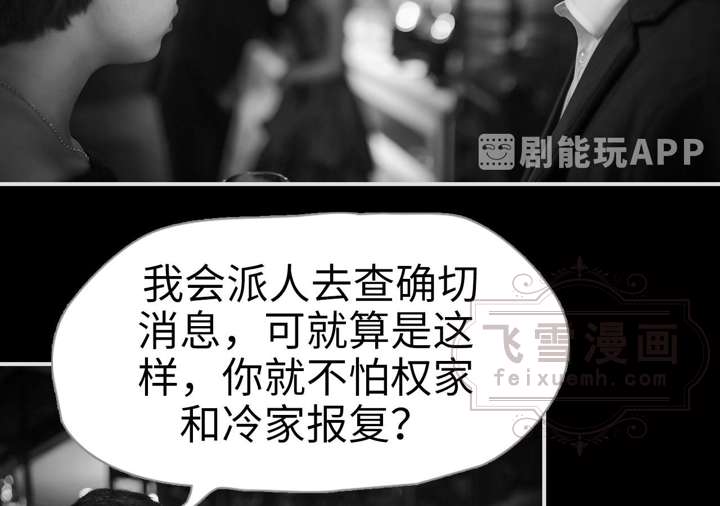 剧能玩APP
我会派人去查确切
消息，可就算是这
样，你就不怕权家
和冷家报复？
飞雪漫画
feixuemh.com